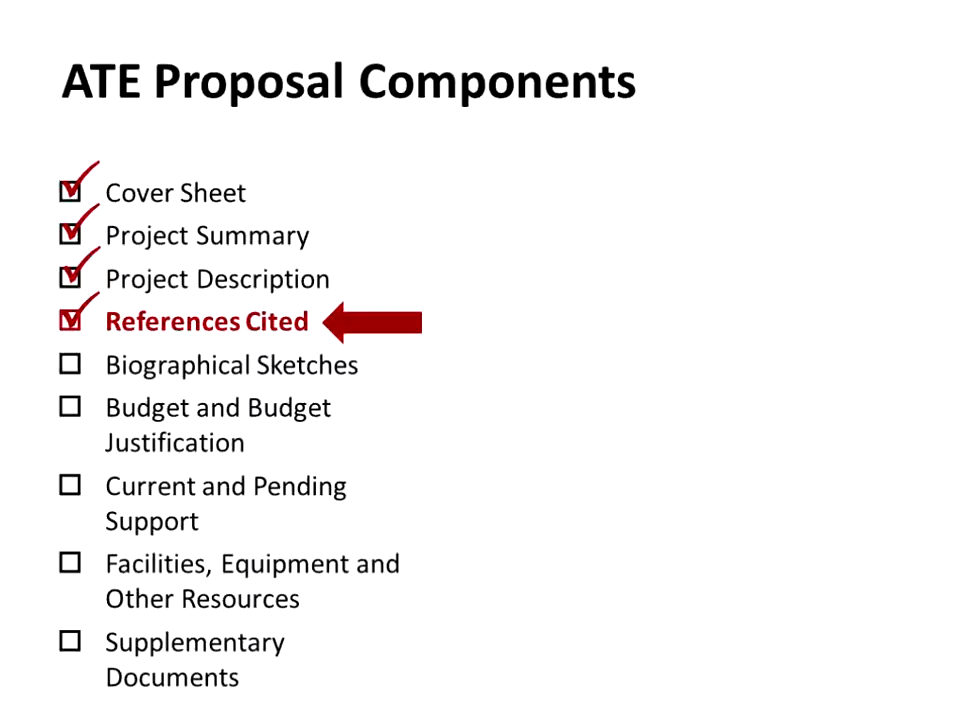 ATE Proposal Components
Cover Sheet
Project Summary
Project Description
References Cited
Biographical Sketches
Budget and Budget
Justification
Current and Pending
Support
Facilities, Equipment and
Other Resources
Supplementary
Documents